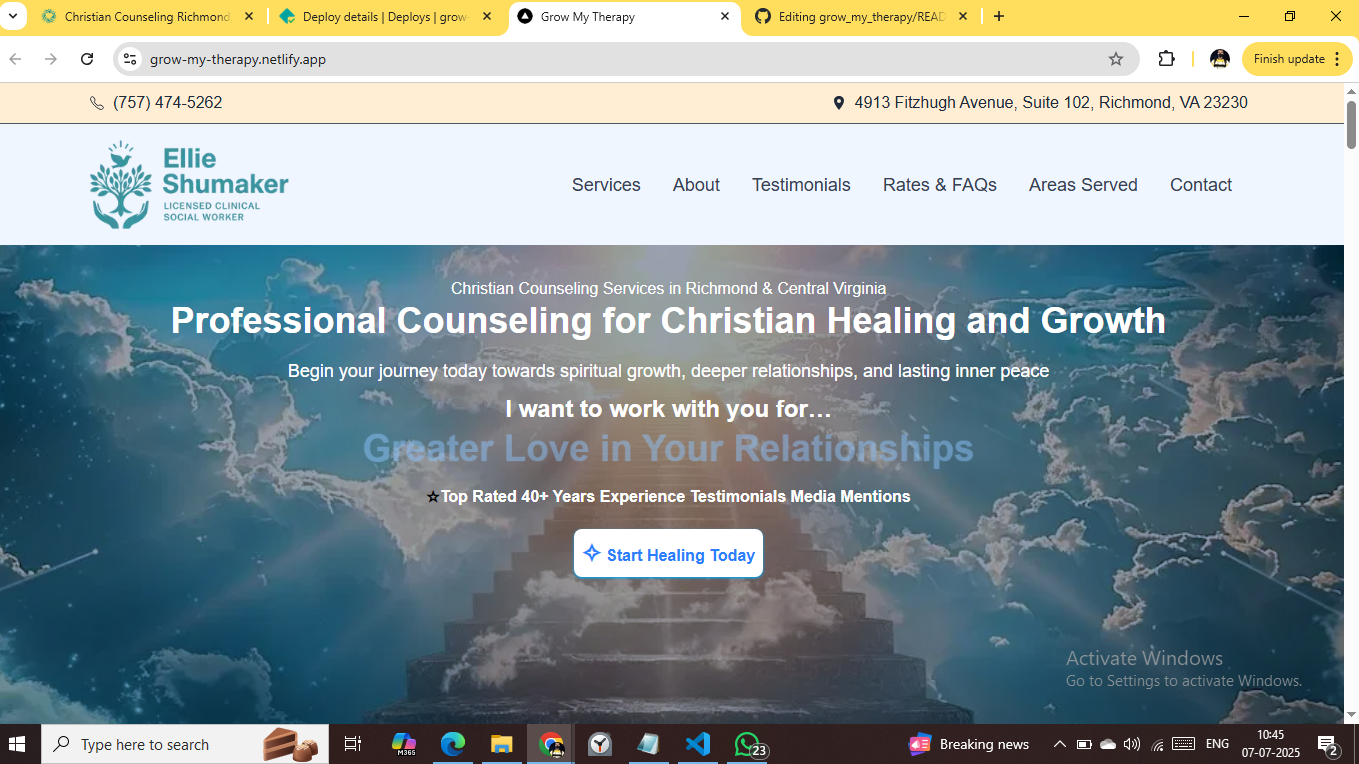 Christian Counseling Richmond,
Deploy details | Deploys | grow-
Grow My Therapy
Editing grow_my_therapy/READ
grow-my-therapy.netlify.app
Finish update
(757) 474-5262
4913 Fitzhugh Avenue, Suite 102, Richmond, VA 23230
Ellie
Shumaker
LICENSED CLINICAL
SOCIAL WORKER
Services About Testimonials Rates & FAQs Areas Served Contact
Christian Counseling Services in Richmond & Central Virginia
Professional Counseling for Christian Healing and Growth
Begin your journey today towards spiritual growth, deeper relationships, and lasting inner peace
I want to work with you for…
Greater Love in Your Relationships
☆Top Rated 40+ Years Experience Testimonials Media Mentions
Start Healing Today
Activate Windows
Go to Settings to activate Windows.
Type here to search
M365
23
Breaking news
ENG
10:45
07-07-2025
2